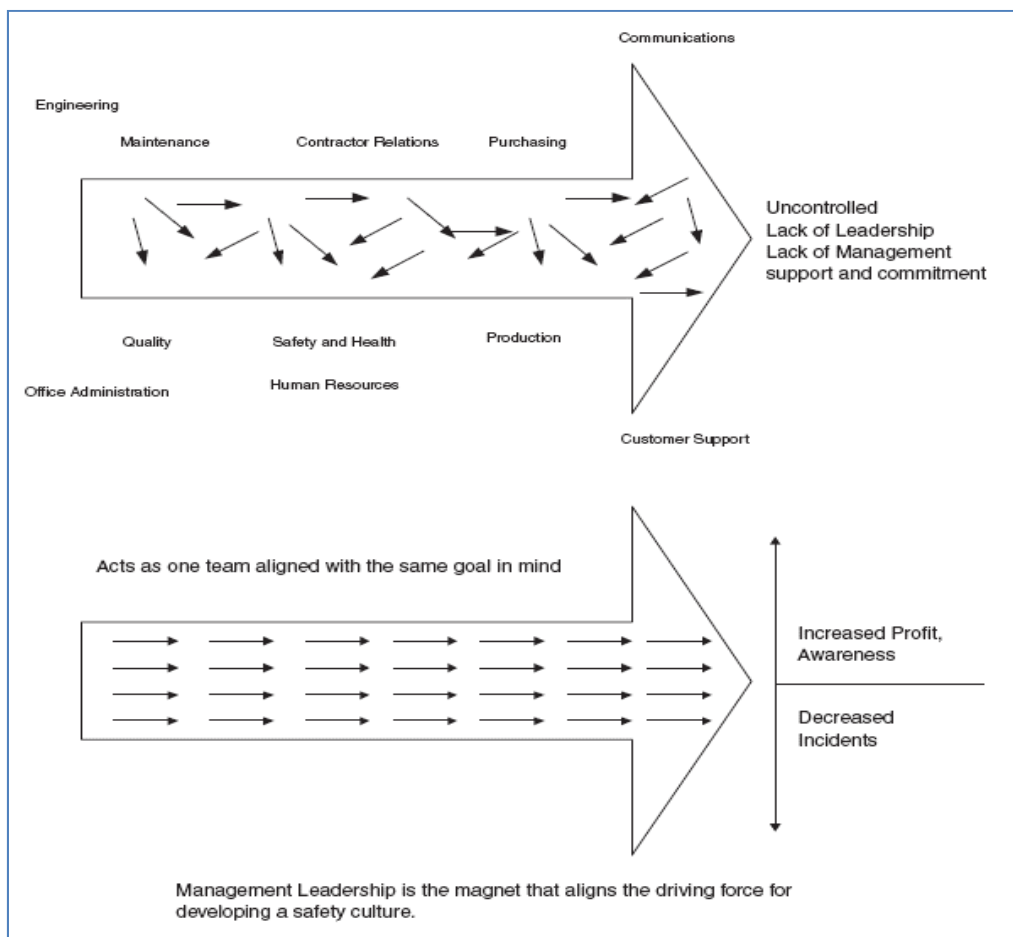 Communications
Engineering
Maintenance
Contractor Relations
Purchasing
Uncontrolled
Lack of Leadership
Lack of Management
support and commitment
Quality
Safety and Health
Production
Office Administration
Human Resources
Customer Support
Acts as one team aligned with the same goal in mind
Increased Profit,
Awareness
Decreased
Incidents
Management Leadership is the magnet that aligns the driving force for
developing a safety culture.